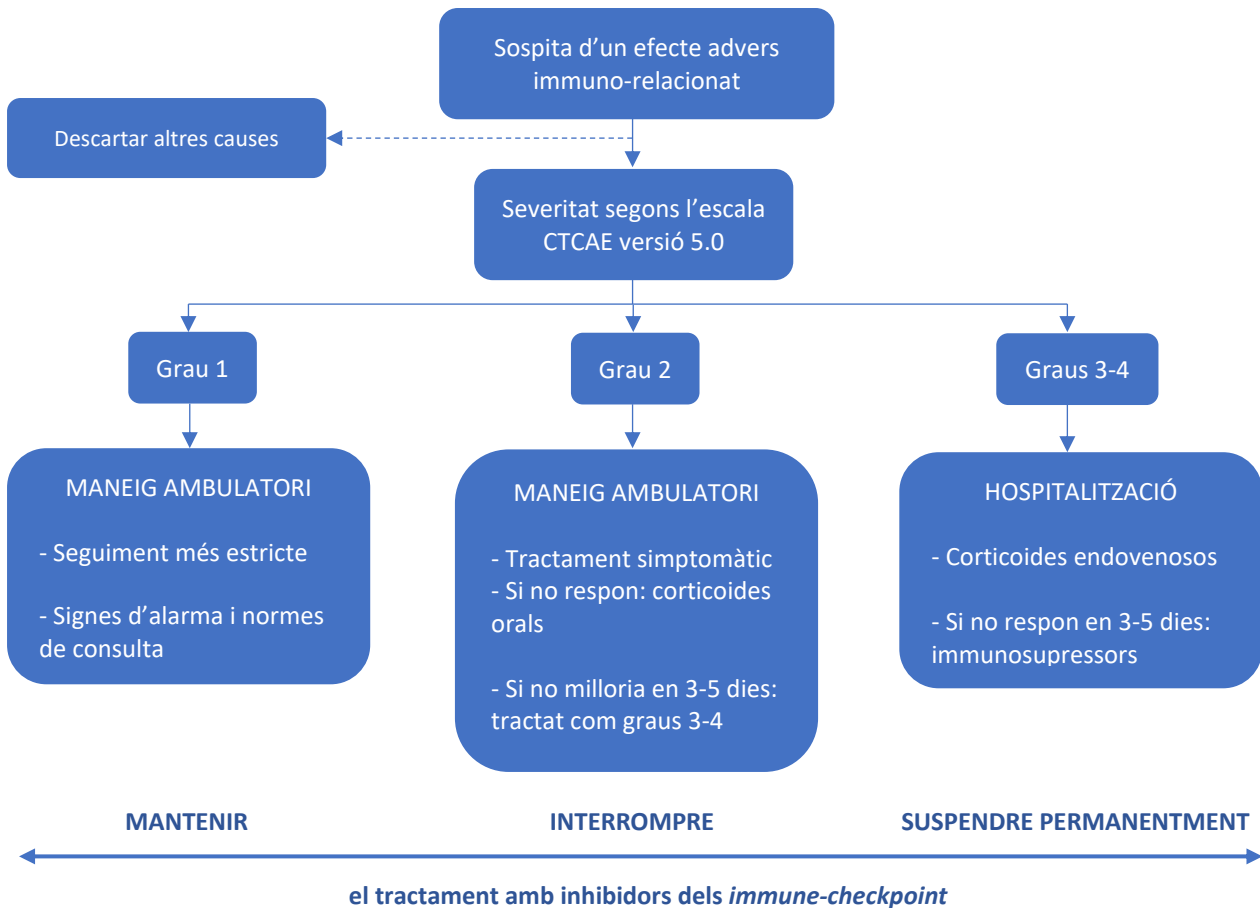 Sospita d’un efecte advers
immuno-relacionat
Descartar altres causes
Severitat segons l’escala
CTCAE versió 5.0
Grau 1
Grau 2
Graus 3-4
MANEIG AMBULATORI
- Seguiment més estricte
- Signes d’alarma i normes
de consulta
MANEIG AMBULATORI
- Tractament simptomàtic
- Si no respon: corticoides
orals
- Si no milloria en 3-5 dies:
tractat com graus 3-4
HOSPITALITZACIÓ
- Corticoides endovenosos
- Si no respon en 3-5 dies:
immunosupressors
MANTENIR
INTERROMPRE
SUSPENDRE PERMANENTMENT
el tractament amb inhibidors dels immune-checkpoint